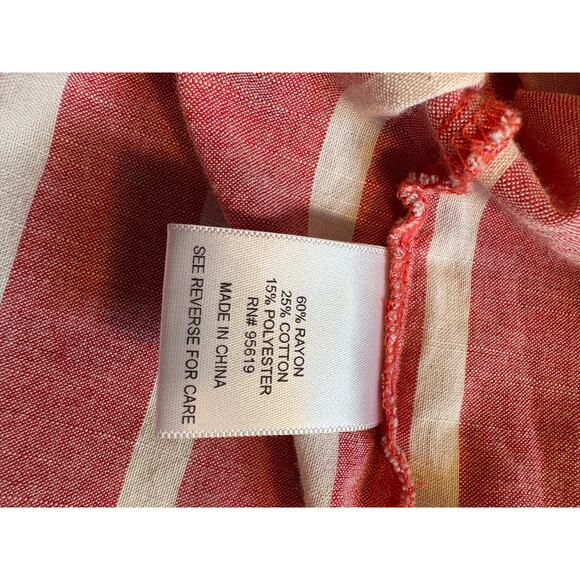 60% RAYON
25% COTTON
15% POLYESTER
RN# 95619
MADE IN CHINA
SEE REVERSE FOR CARE